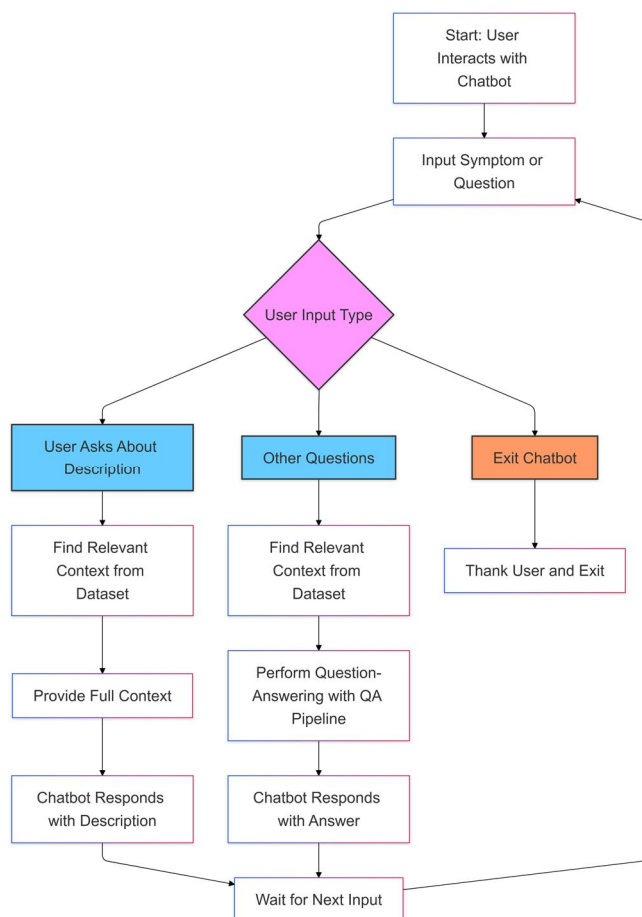 Start: User
Interacts with
Chatbot
Input Symptom or
Question
User Input Type
User Asks About
Description
Other Questions
Exit Chatbot
Find Relevant
Context from
Dataset
Find Relevant
Context from
Dataset
Thank User and Exit
Provide Full Context
Perform Question-
Answering with QA
Pipeline
Chatbot Responds
with Description
Chatbot Responds
with Answer
Wait for Next Input